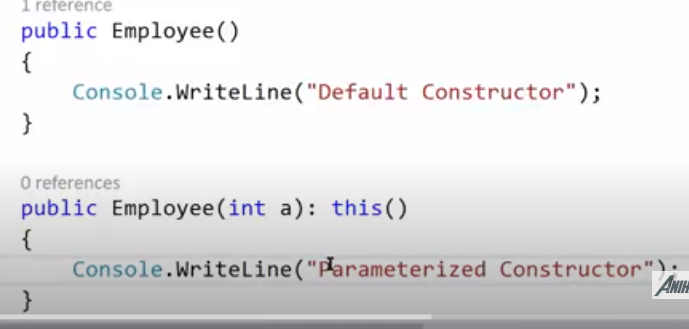 1 reference
public Employee()
{
Console.WriteLine("Default Constructor");
}
0 references
public Employee(int a): this()
{
Console.WriteLine("Parameterized Constructor");
}